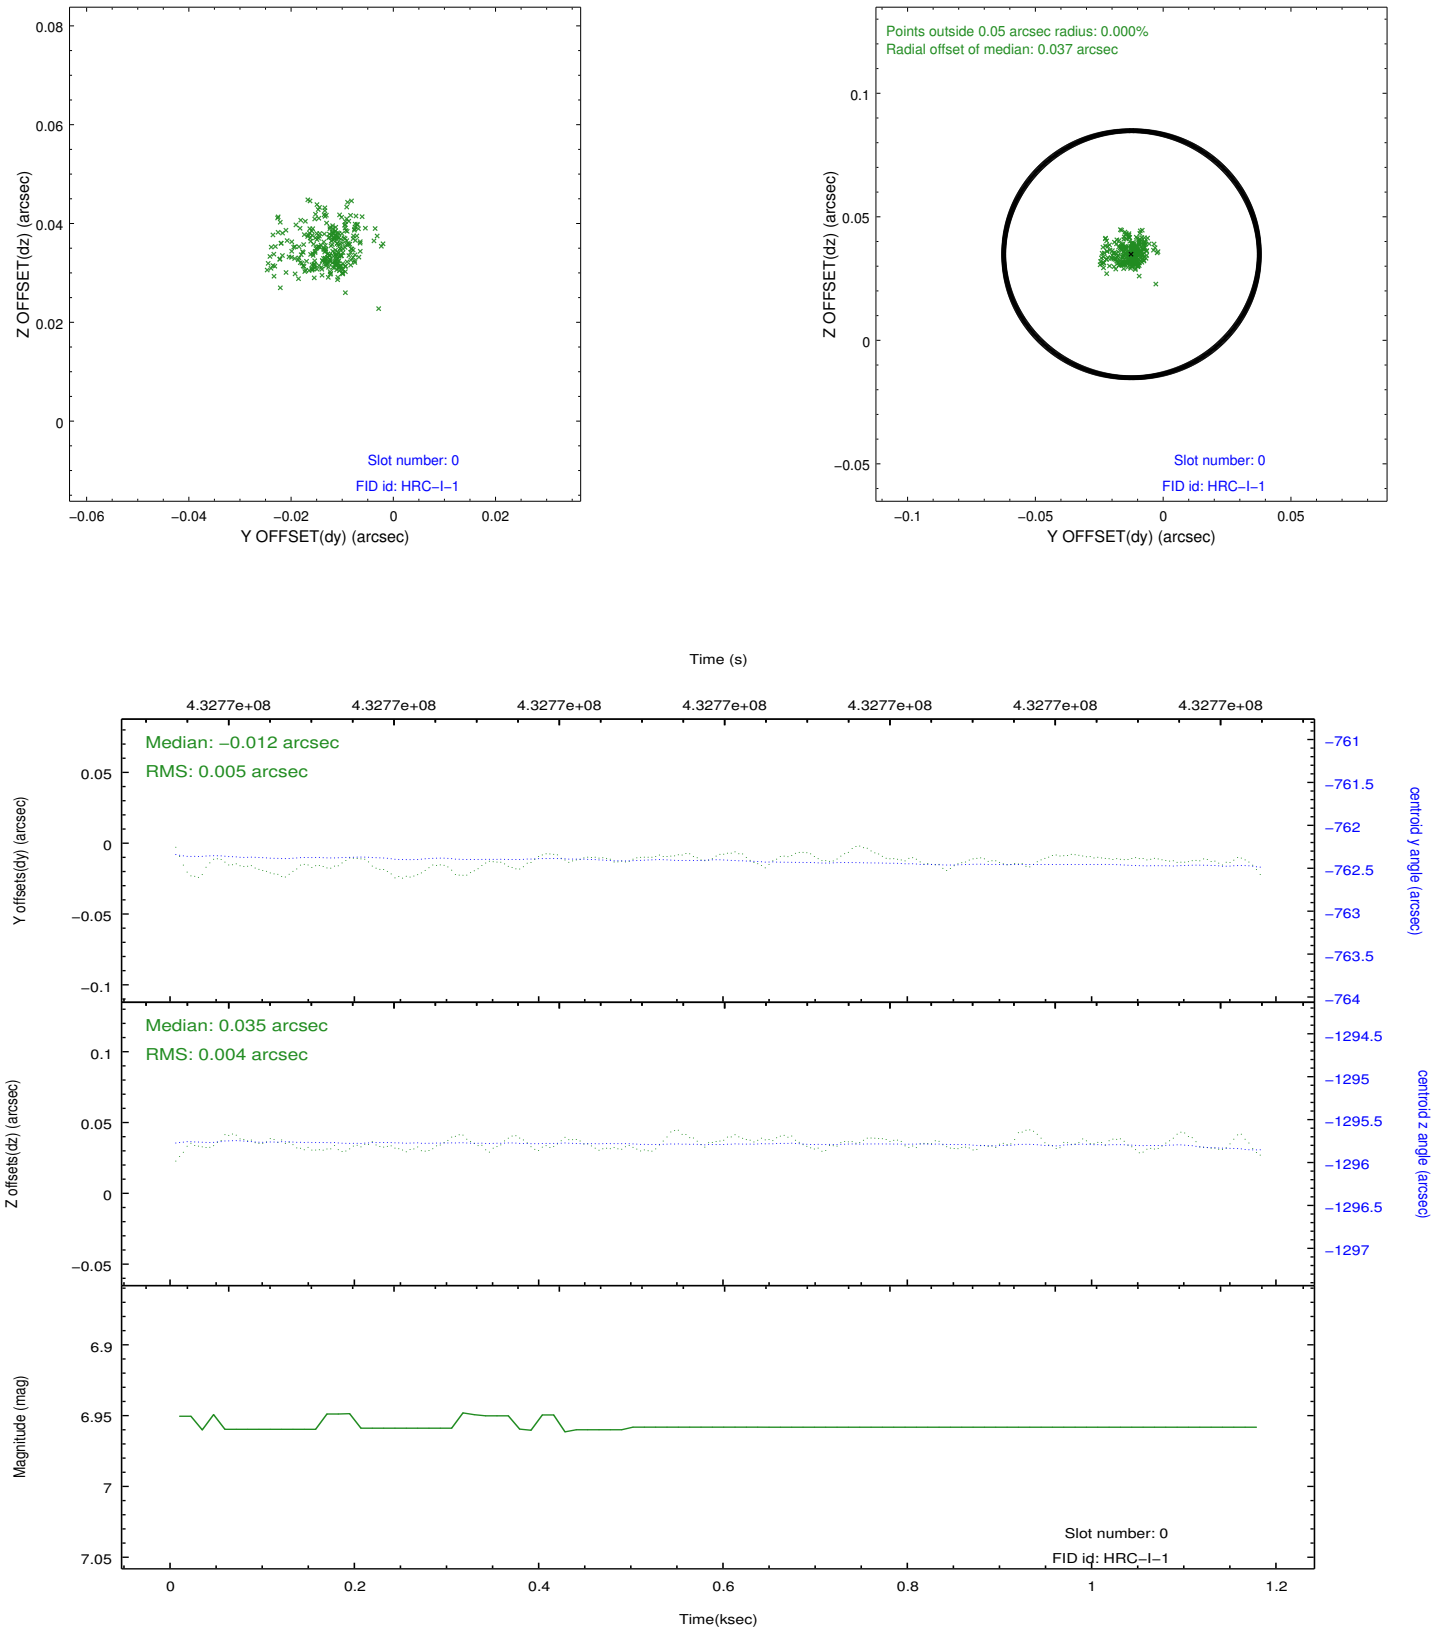 0.08
0.06
0.04
0.02
0
Z OFFSET(dz) (arcsec)
Slot number: 0
FID id: HRC−I−1
−0.06 −0.04 −0.02 0 0.02
Y OFFSET(dy) (arcsec)
Points outside 0.05 arcsec radius: 0.000%
Radial offset of median: 0.037 arcsec
0.1
0.05
0
−0.05
Z OFFSET(dz) (arcsec)
Slot number: 0
FID id: HRC−I−1
−0.1 −0.05 0 0.05
Y OFFSET(dy) (arcsec)
Time (s)
4.3277e+08 4.3277e+08 4.3277e+08 4.3277e+08 4.3277e+08 4.3277e+08 4.3277e+08
Median: −0.012 arcsec
RMS: 0.005 arcsec
0.05
0
−0.05
−0.1
Y offsets(dy) (arcsec)
−761
−761.5
−762
−762.5
−763
−763.5
−764
centroid y angle (arcsec)
Median: 0.035 arcsec
RMS: 0.004 arcsec
0.1
0.05
0
−0.05
Z offsets(dz) (arcsec)
−1294.5
−1295
−1295.5
−1296
−1296.5
−1297
centroid z angle (arcsec)
6.9
6.95
7
7.05
Magnitude (mag)
Slot number: 0
FID id: HRC−I−1
0 0.2 0.4 0.6 0.8 1 1.2
Time(ksec)